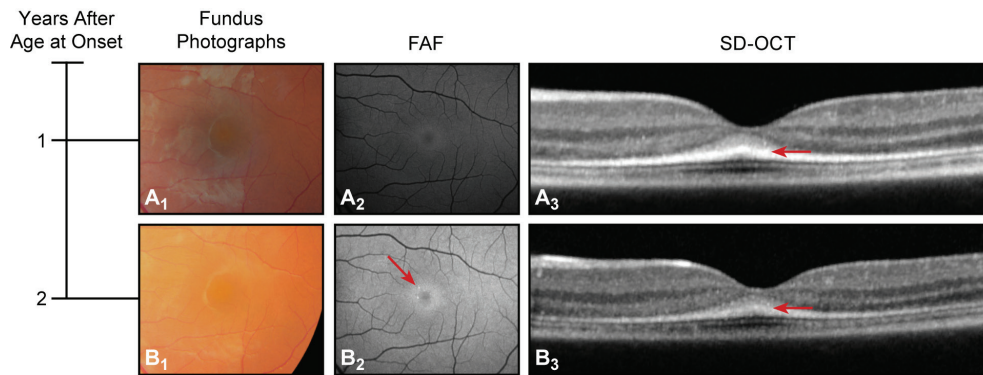 Years After
Age at Onset
Fundus
Photographs
FAF
SD-OCT
1
A1
A2
A3
2
B1
B2
B3